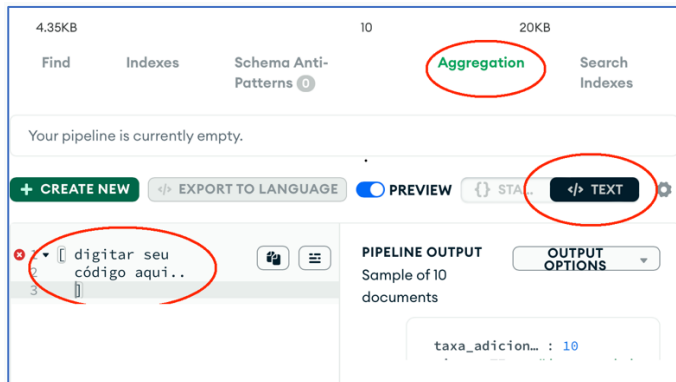 4.35KB 10 20KB
Find Indexes Schema Anti- Aggregation Search
Patterns 0 Indexes
Your pipeline is currently empty.
+ CREATE NEW </> EXPORT TO LANGUAGE PREVIEW {} STA... </> TEXT
1 [ digitar seu
2 código aqui..
3 ]
PIPELINE OUTPUT
Sample of 10
documents
OUTPUT
OPTIONS
taxa_adicion… : 10